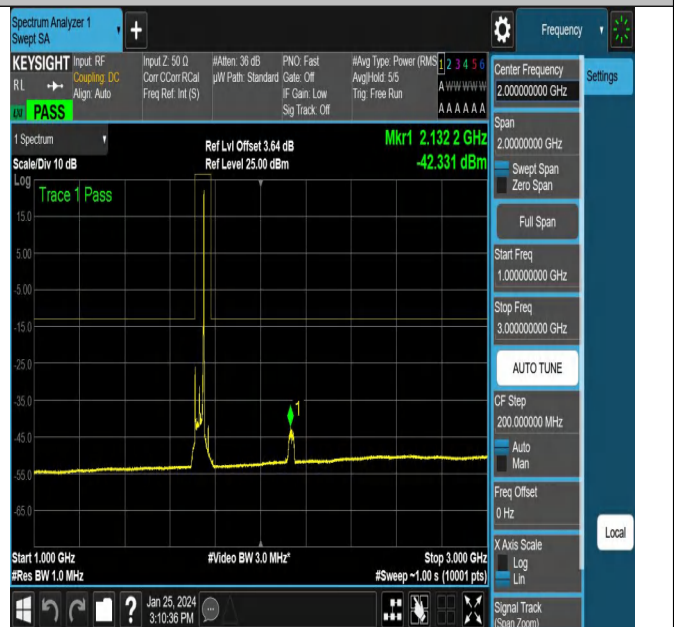 Spectrum Analyzer 1
Swept SA
+
Frequency
KEYSIGHT
Input: RF
Coupling: DC
Align: Auto
RL
LXI
PASS
Input Z: 50 Ω
Corr CCorr RCal
Freq Ref: Int (S)
#Atten: 36 dB
µW Path: Standard
PNO: Fast
Gate: Off
IF Gain: Low
Sig Track: Off
#Avg Type: Power (RMS
Avg|Hold: 5/5
Trig: Free Run
1 2 3 4 5 6
A W W W W W
A A A A A A
1 Spectrum
Scale/Div 10 dB
Log
Ref Lvl Offset 3.64 dB
Ref Level 25.00 dBm
Mkr1 2.132 2 GHz
-42.331 dBm
Trace 1 Pass
15.0
5.00
-5.00
-15.0
-25.0
-35.0
-45.0
-55.0
-65.0
1
Start 1.000 GHz
#Res BW 1.0 MHz
#Video BW 3.0 MHz*
Stop 3.000 GHz
#Sweep ~1.00 s (10001 pts)
Center Frequency
2.000000000 GHz
Settings
Span
2.00000000 GHz
Swept Span
Zero Span
Full Span
Start Freq
1.000000000 GHz
Stop Freq
3.000000000 GHz
AUTO TUNE
CF Step
200.000000 MHz
Auto
Man
Freq Offset
0 Hz
X Axis Scale
Log
Lin
Local
Signal Track
(Span Zoom)
?
Jan 25, 2024
3:10:36 PM